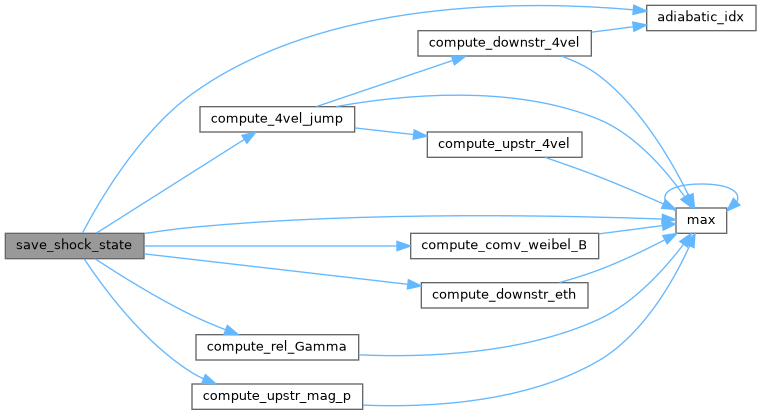 adiabatic_idx
compute_downstr_4vel
compute_4vel_jump
compute_upstr_4vel
max
save_shock_state
compute_comv_weibel_B
compute_downstr_eth
compute_rel_Gamma
compute_upstr_mag_p